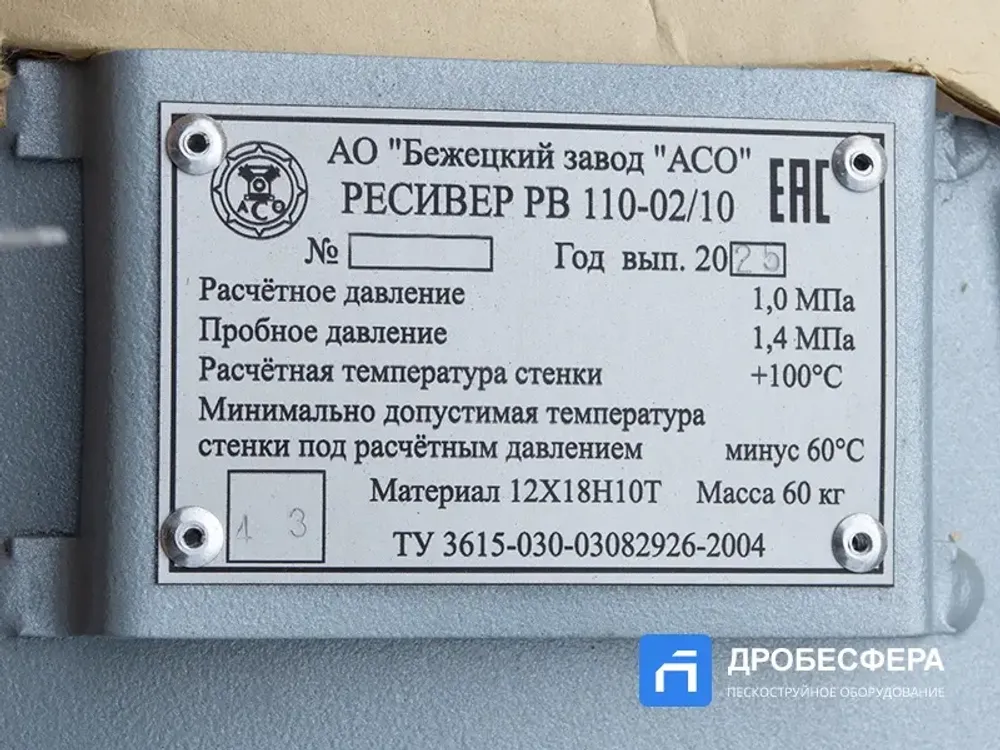 АО "Бежецкий завод "АСО"
РЕСИВЕР РВ 110-02/10
ЕАС
АСО
№
Год вып. 2025
Расчётное давление 1,0 МПа
Пробное давление 1,4 МПа
Расчётная температура стенки +100°С
Минимально допустимая температура
стенки под расчётным давлением минус 60°С
Материал 12Х18Н10Т Масса 60 кг
1 3
ТУ 3615-030-03082926-2004
ДРОБЕСФЕРА
ПЕСКОСТРУЙНОЕ ОБОРУДОВАНИЕ